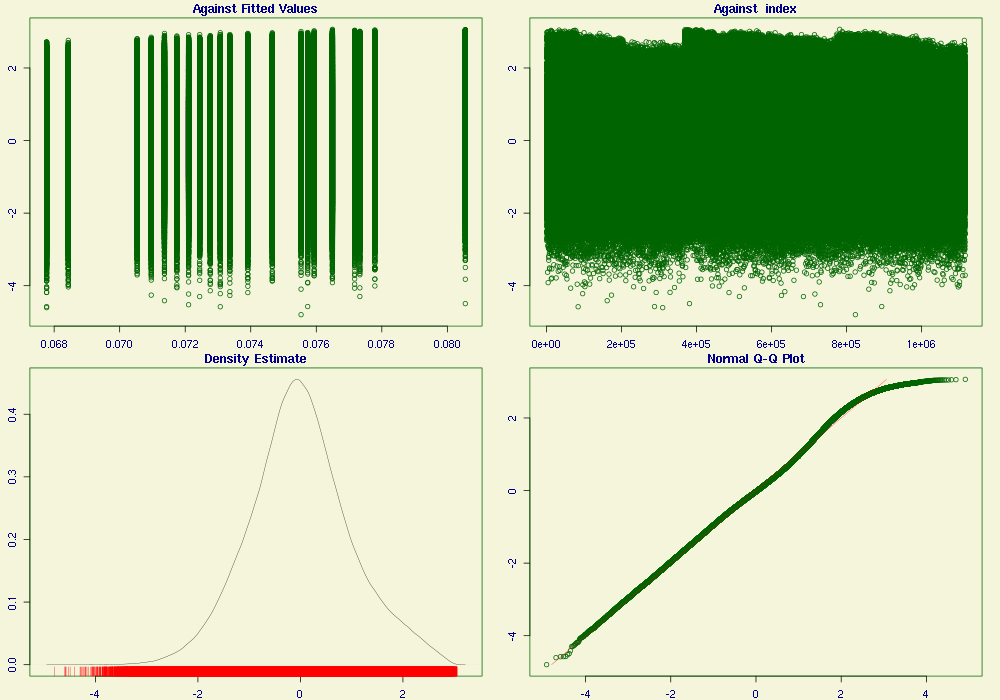 Against Fitted Values
2
0
-2
-4
0.068 0.070 0.072 0.074 0.076 0.078 0.080
Against index
2
0
-2
-4
0e+00 2e+05 4e+05 6e+05 8e+05 1e+06
Density Estimate
0.4
0.3
0.2
0.1
0.0
-4 -2 0 2
Normal Q-Q Plot
2
0
-2
-4
-4 -2 0 2 4